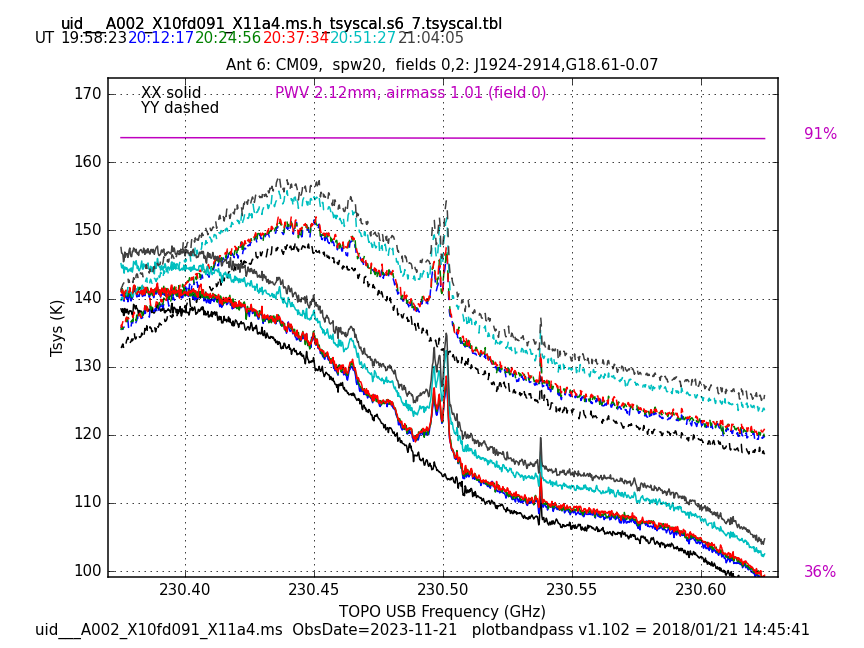 uid___A002_X10fd091_X11a4.ms.h_tsyscal.s6_7.tsyscal.tbl
UT 19:58:23 20:12:17 20:24:56 20:37:34 20:51:27 21:04:05
Ant 6: CM09,  spw20,  fields 0,2: J1924-2914,G18.61-0.07
XX solid
PWV 2.12mm, airmass 1.01 (field 0)
YY dashed
170
160
150
140
130
120
110
100
Tsys (K)
91%
36%
230.40 230.45 230.50 230.55 230.60
TOPO USB Frequency (GHz)
uid___A002_X10fd091_X11a4.ms  ObsDate=2023-11-21   plotbandpass v1.102 = 2018/01/21 14:45:41